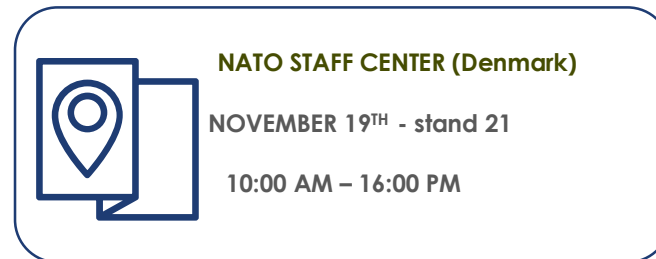 NATO STAFF CENTER (Denmark)
NOVEMBER 19TH - stand 21
10:00 AM – 16:00 PM